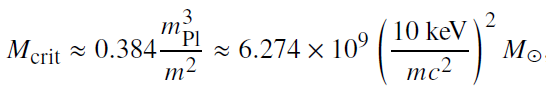 M_crit ≈ 0.384 m_Pl^3 / m^2 ≈ 6.274 × 10^9 (10 keV / mc^2)^2 M_⊙